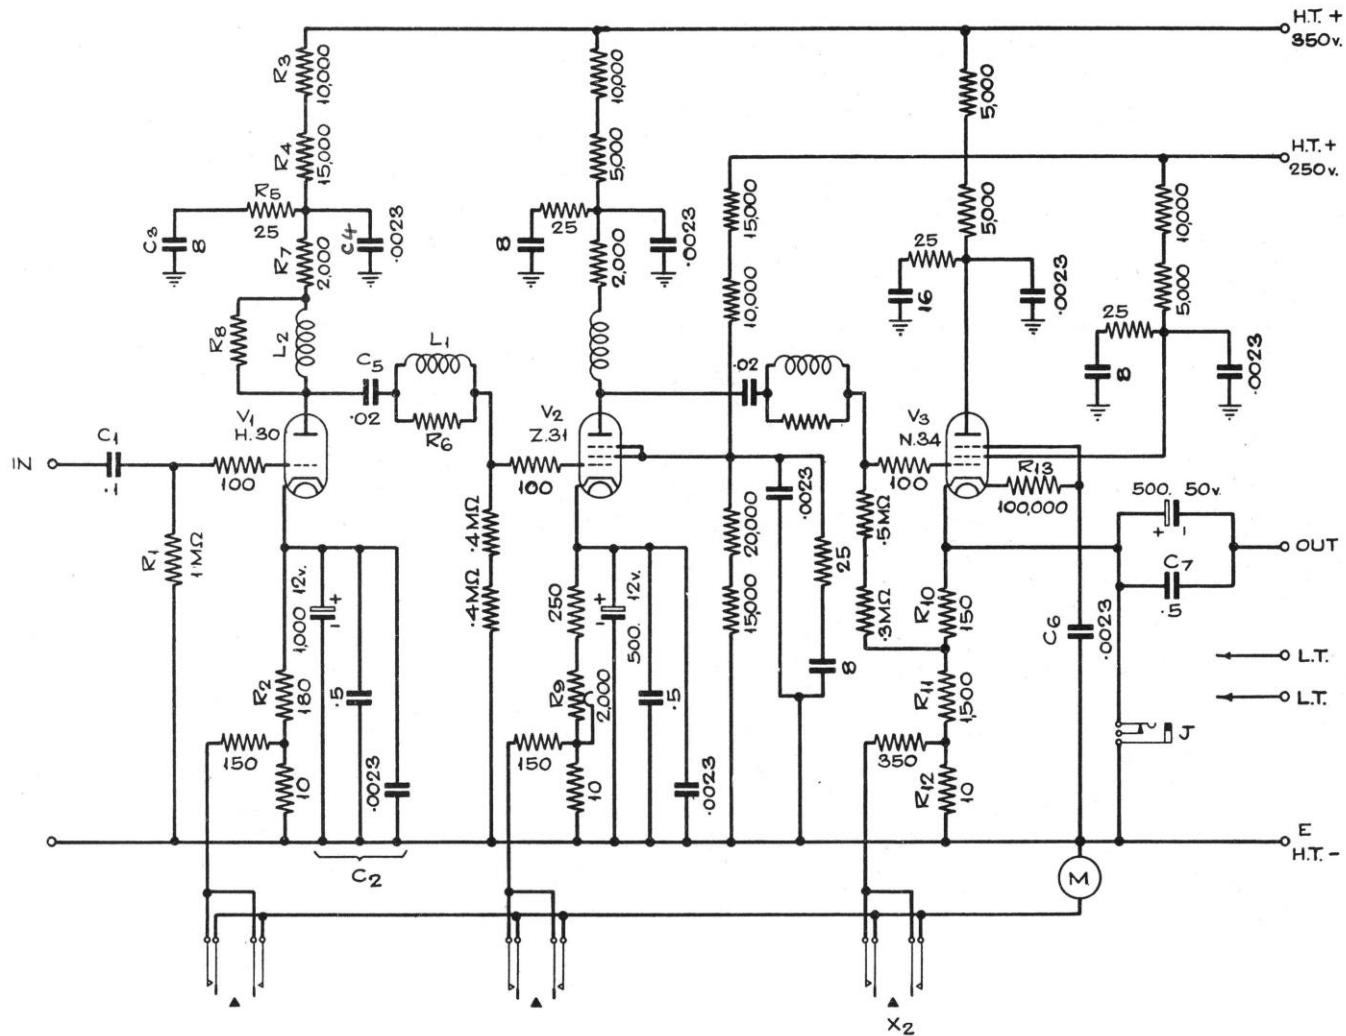 H.T. +
350v.
R3
10,000
10,000
5,000
R4
15,000
5,000
H.T. +
250v.
R5
25
C3
8
C4
.0023
R7
2,000
25
8
.0023
2,000
15,000
5,000
10,000
25
16
.0023
10,000
5,000
25
8
.0023
R8
L2
C5
.02
L1
R6
.02
V1
H.30
V2
Z.31
V3
N.34
IN
C1
.1
100
100
100
R13
100,000
R1
1 MΩ
.4MΩ
.4MΩ
.0023
20,000
25
15,000
8
.5MΩ
.3MΩ
500. 50v.
+ -
C7
.5
OUT
12v.
+
-
1,000
250
12v.
+
-
500.
R10
150
C6
.0023
L.T.
L.T.
R2
180
.5
R9
2,000
.5
R11
1,500
J
150
10
.0023
150
10
.0023
350
R12
10
E
H.T. -
C2
M
X2